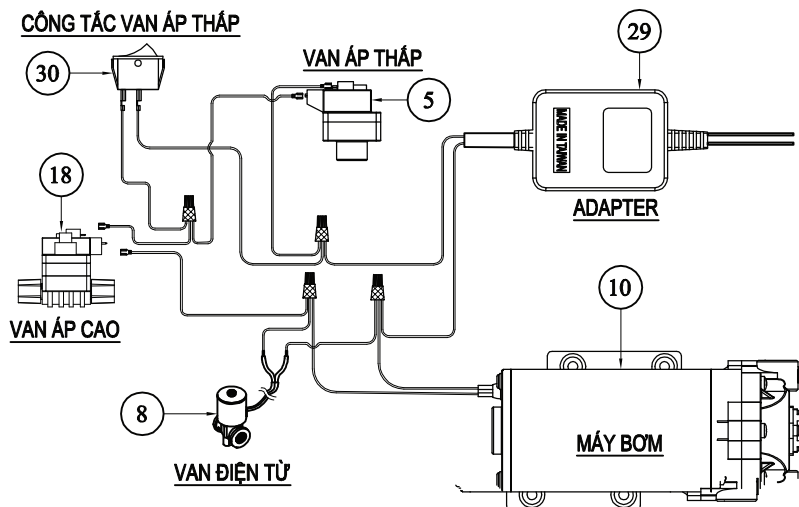 CÔNG TẮC VAN ÁP THẤP
30
VAN ÁP THẤP
5
29
MADE IN TAIWAN
ADAPTER
18
VAN ÁP CAO
10
8
VAN ĐIỆN TỪ
MÁY BƠM